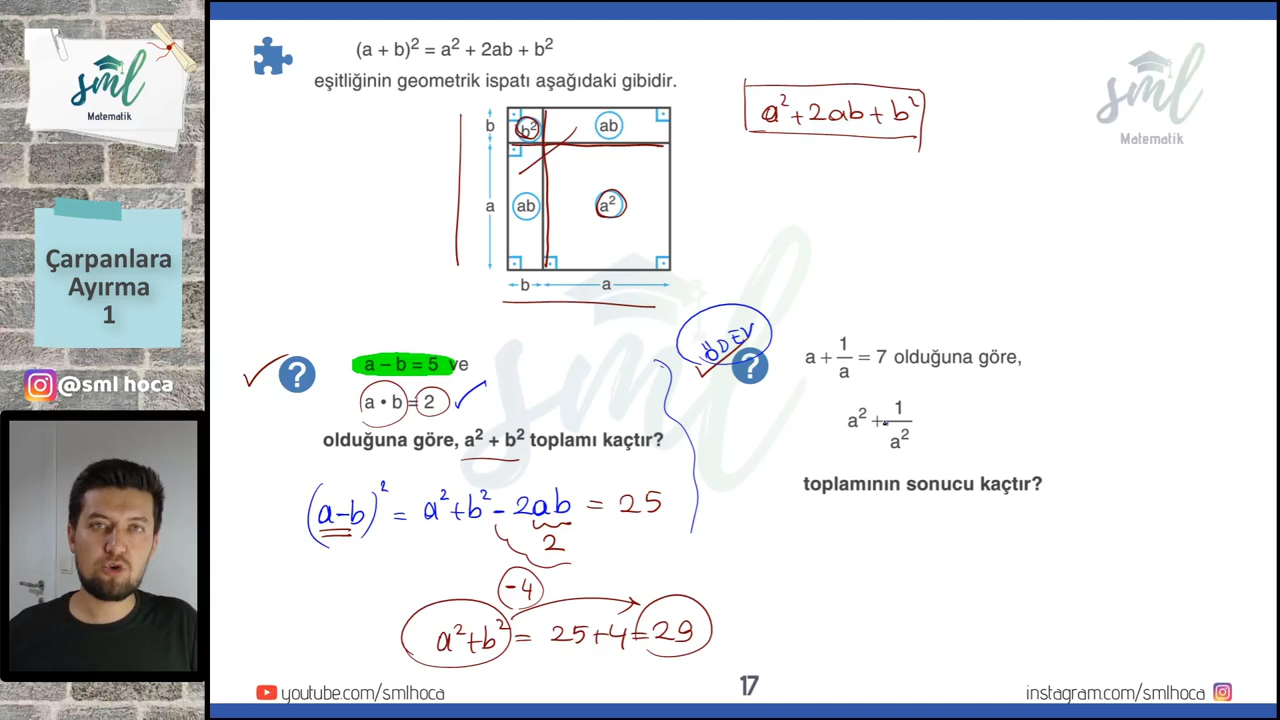 sml
Matematik
Çarpanlara
Ayırma
1
@sml hoca
(a + b)² = a² + 2ab + b²
eşitliğinin geometrik ispatı aşağıdaki gibidir.
b
b²
ab
a
ab
a²
b
a
a²+2ab+b²
sml
Matematik
a − b = 5 ve
a • b = 2
olduğuna göre, a² + b² toplamı kaçtır?
(a-b)² = a²+b² - 2ab = 25
2
-4
a²+b² = 25+4=29
ÖDEV
a + 1/a = 7 olduğuna göre,
a² + 1/a²
toplamının sonucu kaçtır?
sml
youtube.com/smlhoca
17
instagram.com/smlhoca